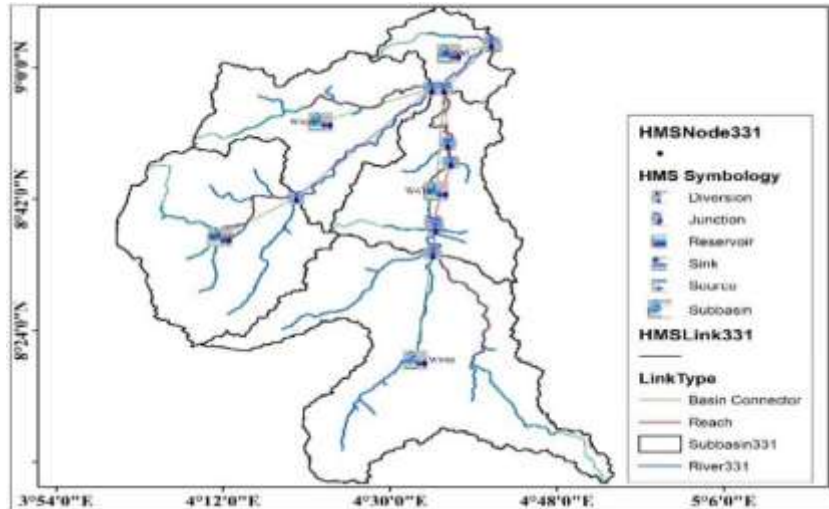 9°0'0"N
8°42'0"N
8°24'0"N
3°54'0"E
4°12'0"E
4°30'0"E
4°48'0"E
5°6'0"E
HMSNode331
HMS Symbology
Diversion
Junction
Reservoir
Sink
Source
Subbasin
HMSLink331
LinkType
Basin Connector
Reach
Subbasin331
River331